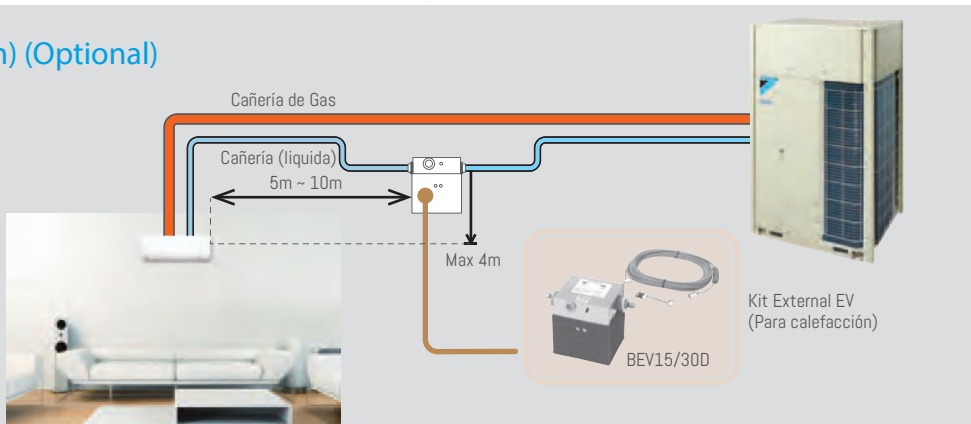 n) (Optional)
Cañería de Gas
Cañería (liquida)
5m ~ 10m
Max 4m
Kit External EV
(Para calefacción)
BEV15/30D